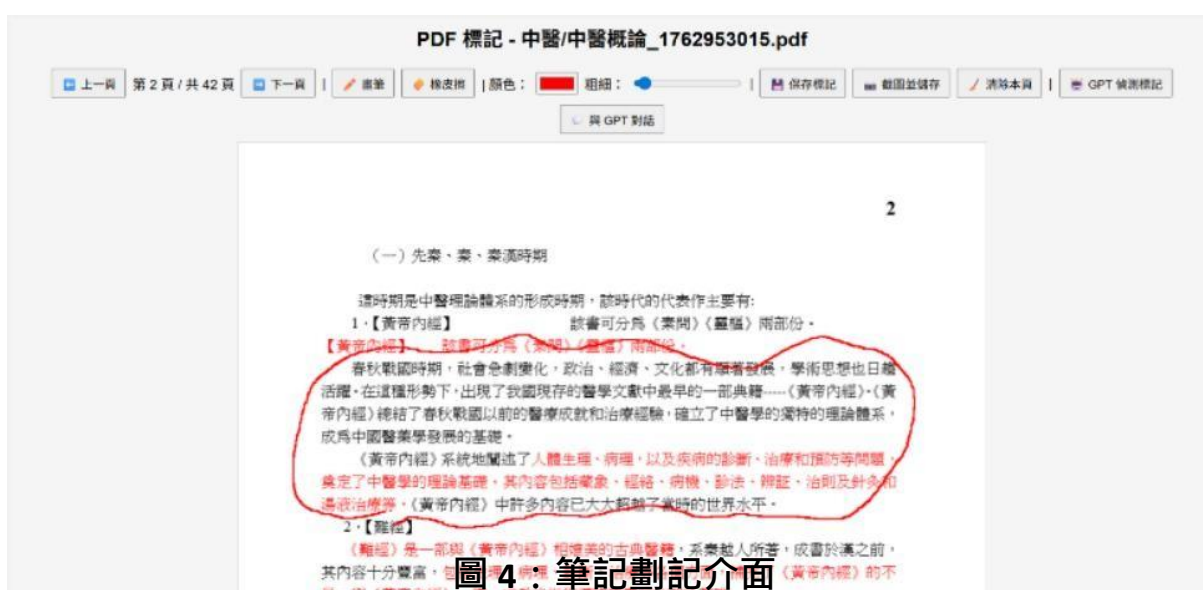 PDF 標記 - 中醫/中醫概論_1762953015.pdf
上一頁 第 2 頁 / 共 42 頁 下一頁 | 畫筆 橡皮擦 | 顏色： 粗細： | 保存標記 截圖並儲存 清除本頁 | GPT 偵測標記
與 GPT 對話
2
（一）先秦、秦、秦漢時期
這時期是中醫理論體系的形成時期，該時代的代表作主要有:
1．【黃帝內經】 該書可分爲《素問》《靈樞》兩部份。
【黃帝內經】 該書可分爲《素問》《靈樞》兩部份。
春秋戰國時期，社會急劇變化，政治、經濟、文化都有顯著發展，學術思想也日趨
活躍。在這種形勢下，出現了我國現存的醫學文獻中最早的一部典籍-----《黃帝內經》。《黃
帝內經》總結了春秋戰國以前的醫療成就和治療經驗，確立了中醫學的獨特的理論體系，
成爲中國醫藥學發展的基礎。
《黃帝內經》系統地闡述了人體生理、病理，以及疾病的診斷、治療和預防等問題，
奠定了中醫學的理論基礎。其內容包括藏象、經絡、病機、診法、辨証、治則及針灸和
湯液治療等。《黃帝內經》中許多內容已大大超越了當時的世界水平。
2．【難經】
《難經》是一部與《黃帝內經》相媲美的古典醫籍，系秦越人所著，成書於漢之前，
其內容十分豐富，包 《黃帝內經》的不
圖 4：筆記劃記介面